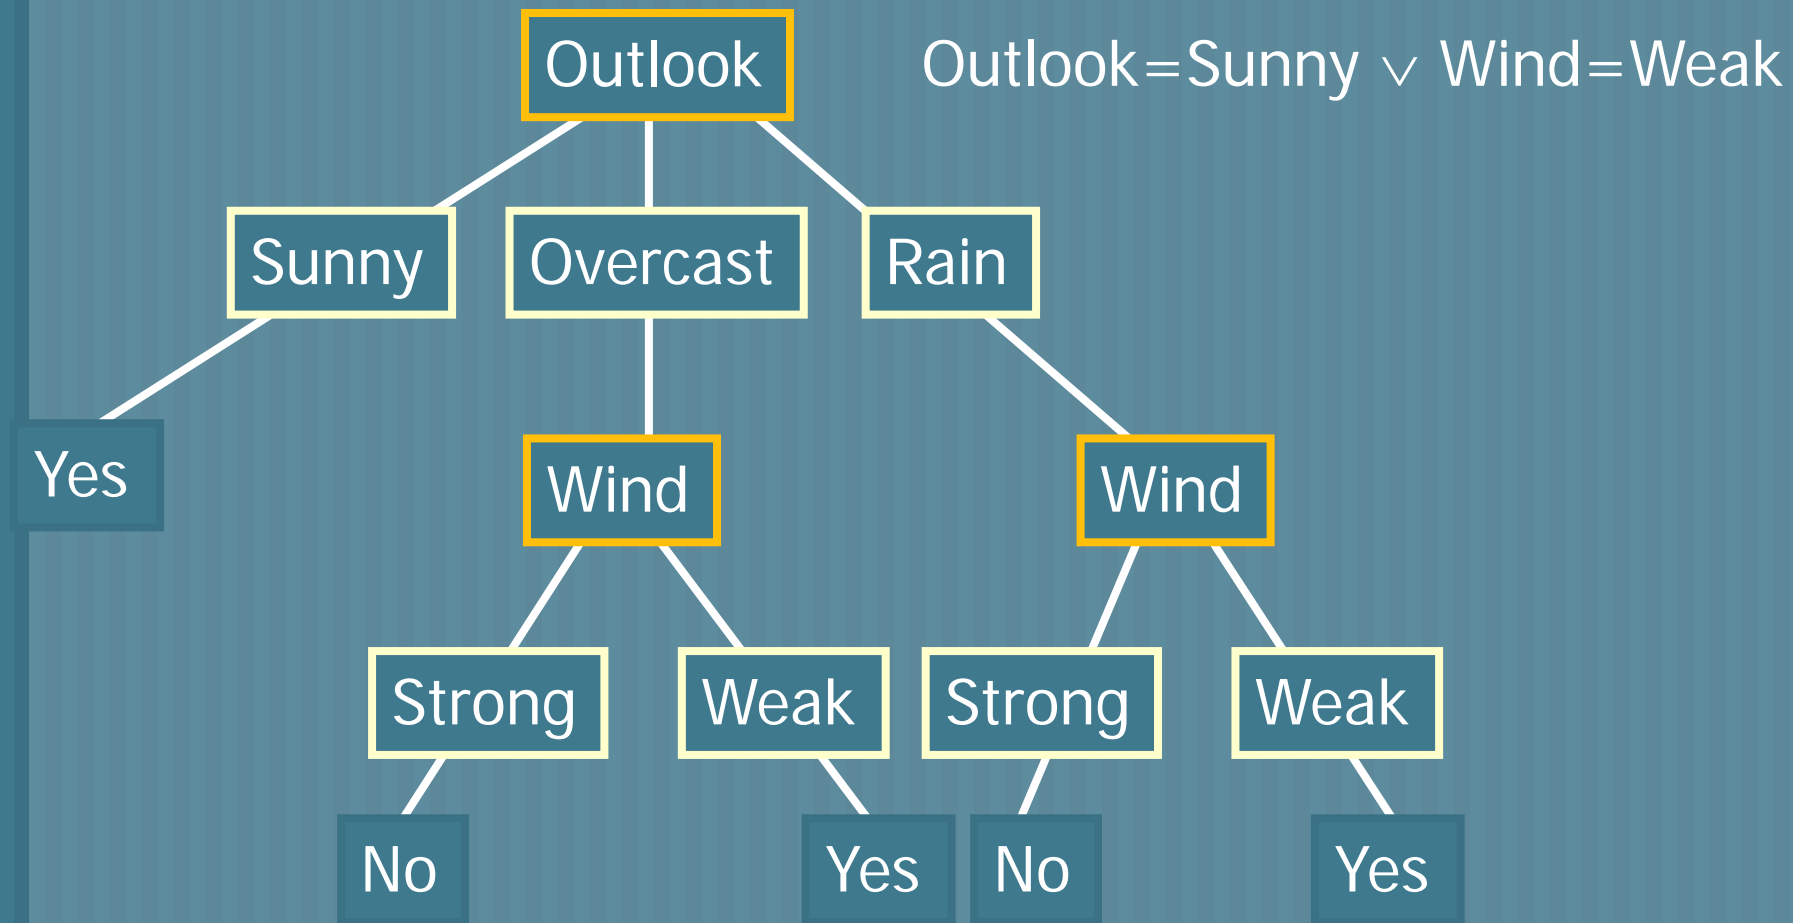 Outlook
Outlook=Sunny ∨ Wind=Weak
Sunny
Overcast
Rain
Yes
Wind
Wind
Strong
Weak
Strong
Weak
No
Yes
No
Yes